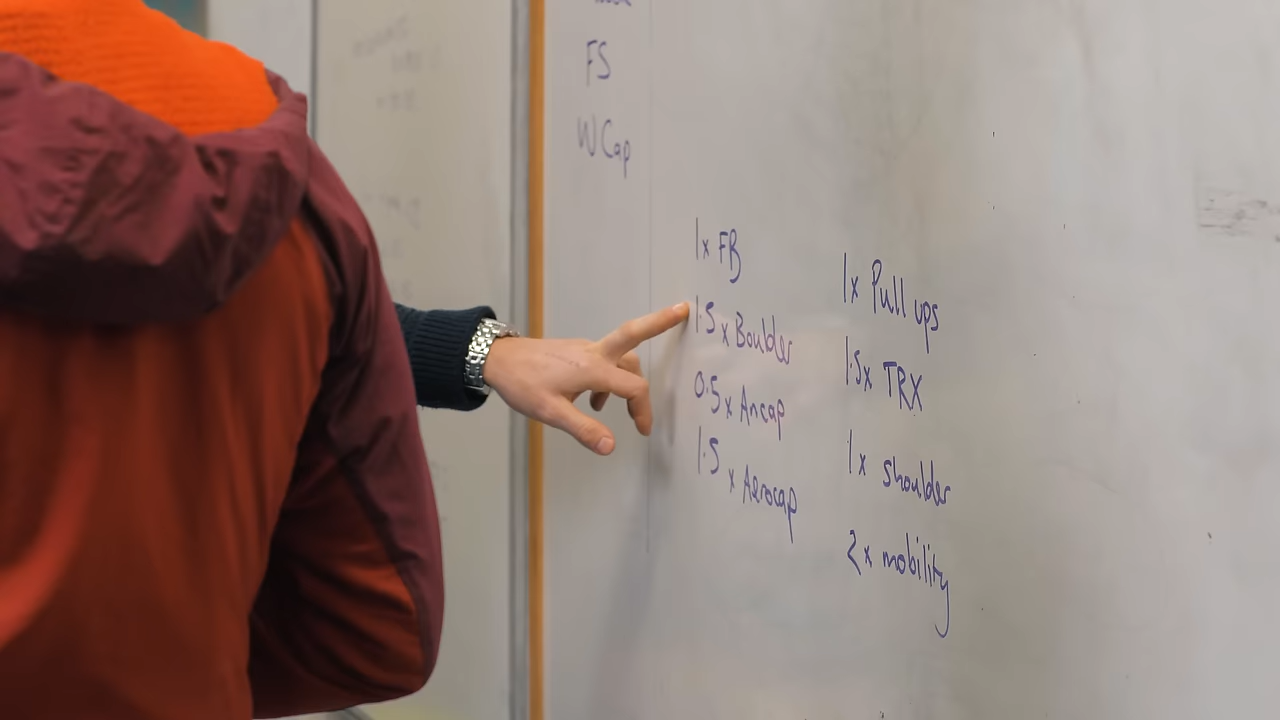 FS
WCap
1x FB
1.5 x Boulder
0.5 x Ancap
1.5 x Aerocap
1x Pull ups
1.5x TRX
1x shoulder
2x mobility